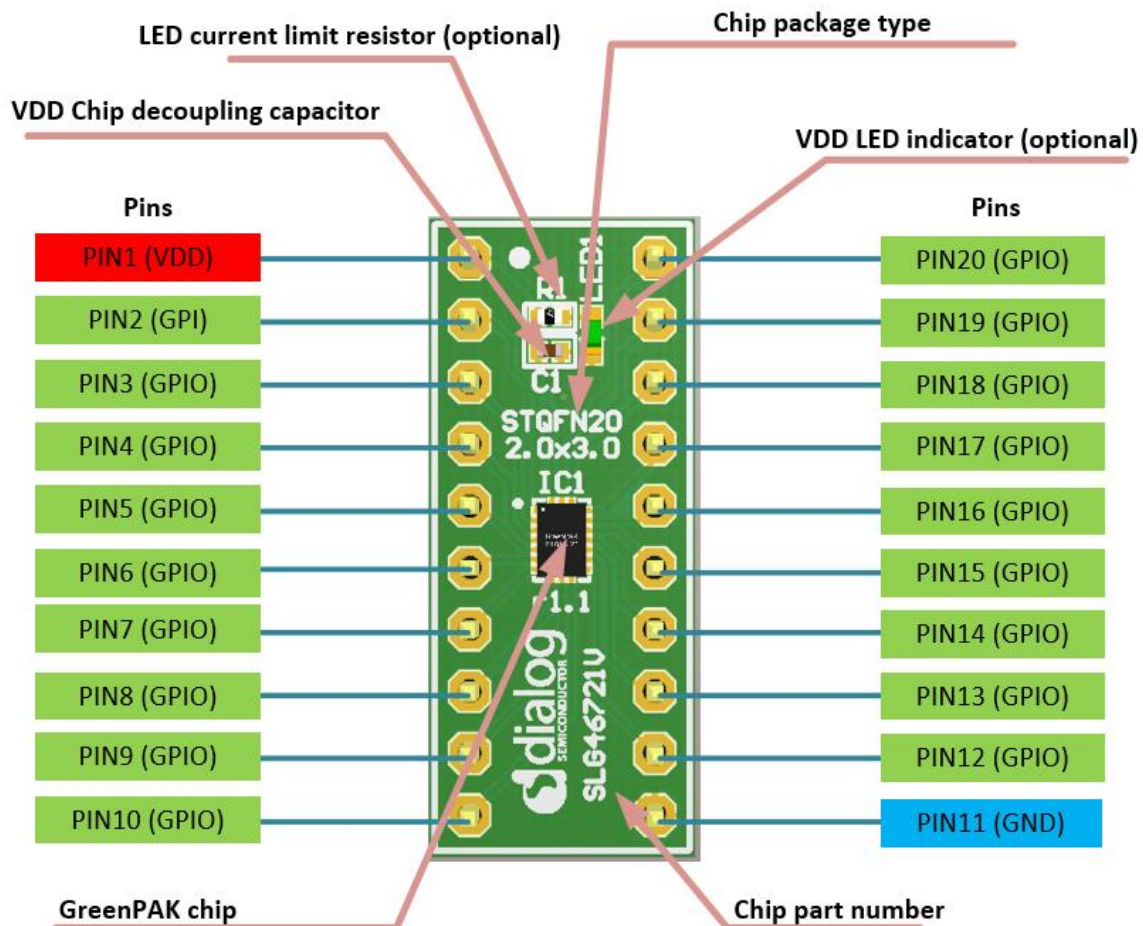 LED current limit resistor (optional)
Chip package type
VDD Chip decoupling capacitor
VDD LED indicator (optional)
Pins
Pins
PIN1 (VDD)
PIN20 (GPIO)
PIN2 (GPI)
PIN19 (GPIO)
PIN3 (GPIO)
PIN18 (GPIO)
PIN4 (GPIO)
PIN17 (GPIO)
PIN5 (GPIO)
PIN16 (GPIO)
PIN6 (GPIO)
PIN15 (GPIO)
PIN7 (GPIO)
PIN14 (GPIO)
PIN8 (GPIO)
PIN13 (GPIO)
PIN9 (GPIO)
PIN12 (GPIO)
PIN10 (GPIO)
PIN11 (GND)
R1
LED1
C1
STQFN20
2.0x3.0
IC1
dialog
SEMICONDUCTOR
SLG46721V
GreenPAK chip
Chip part number